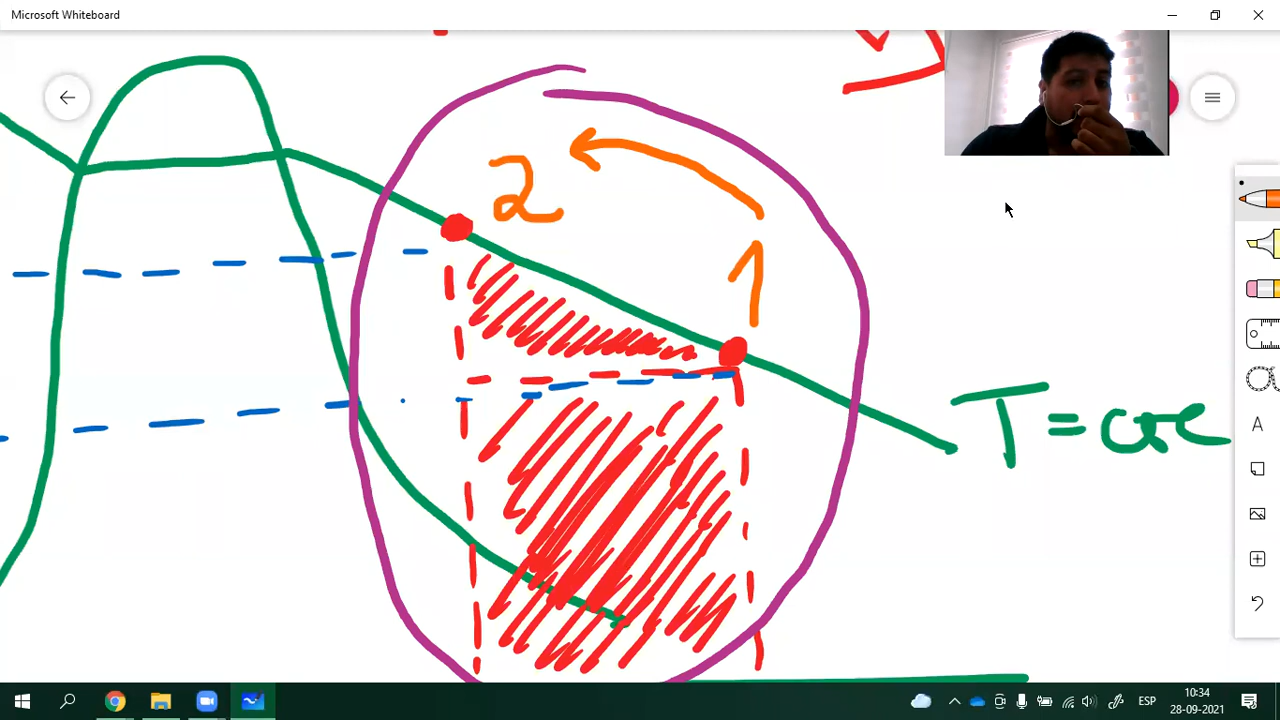 Microsoft Whiteboard
2
1
T = cte
ESP
10:34
28-09-2021